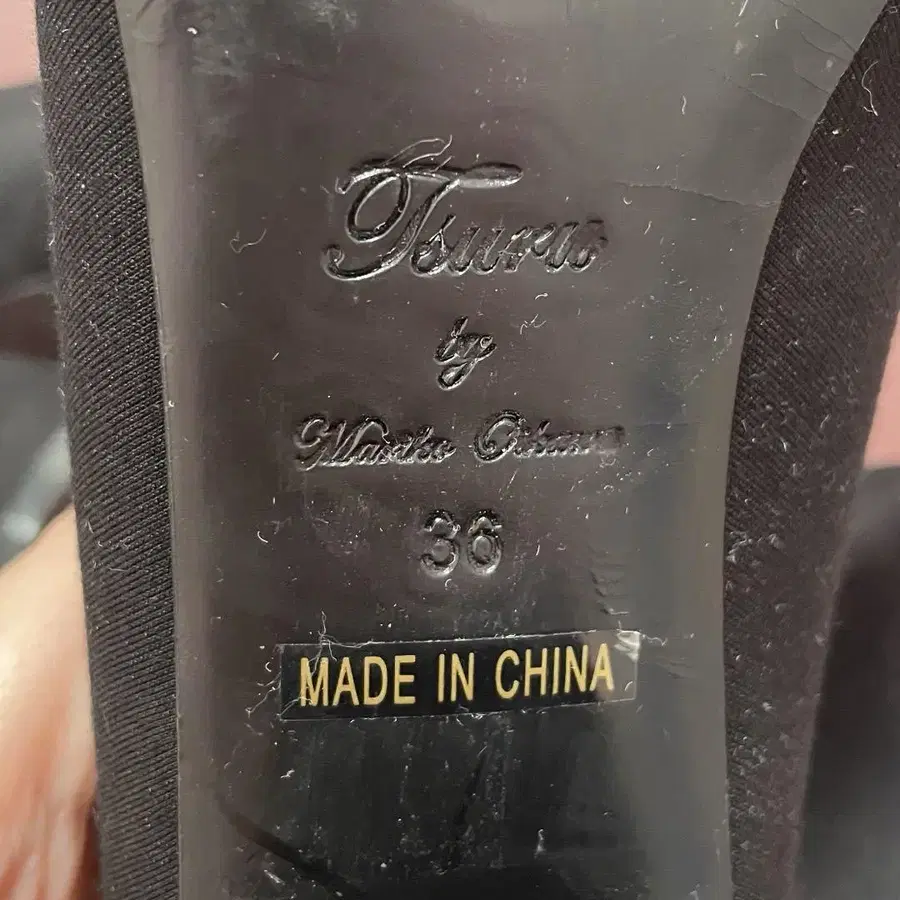 Tsuru
by
Mariko Oikawa
36
MADE IN CHINA